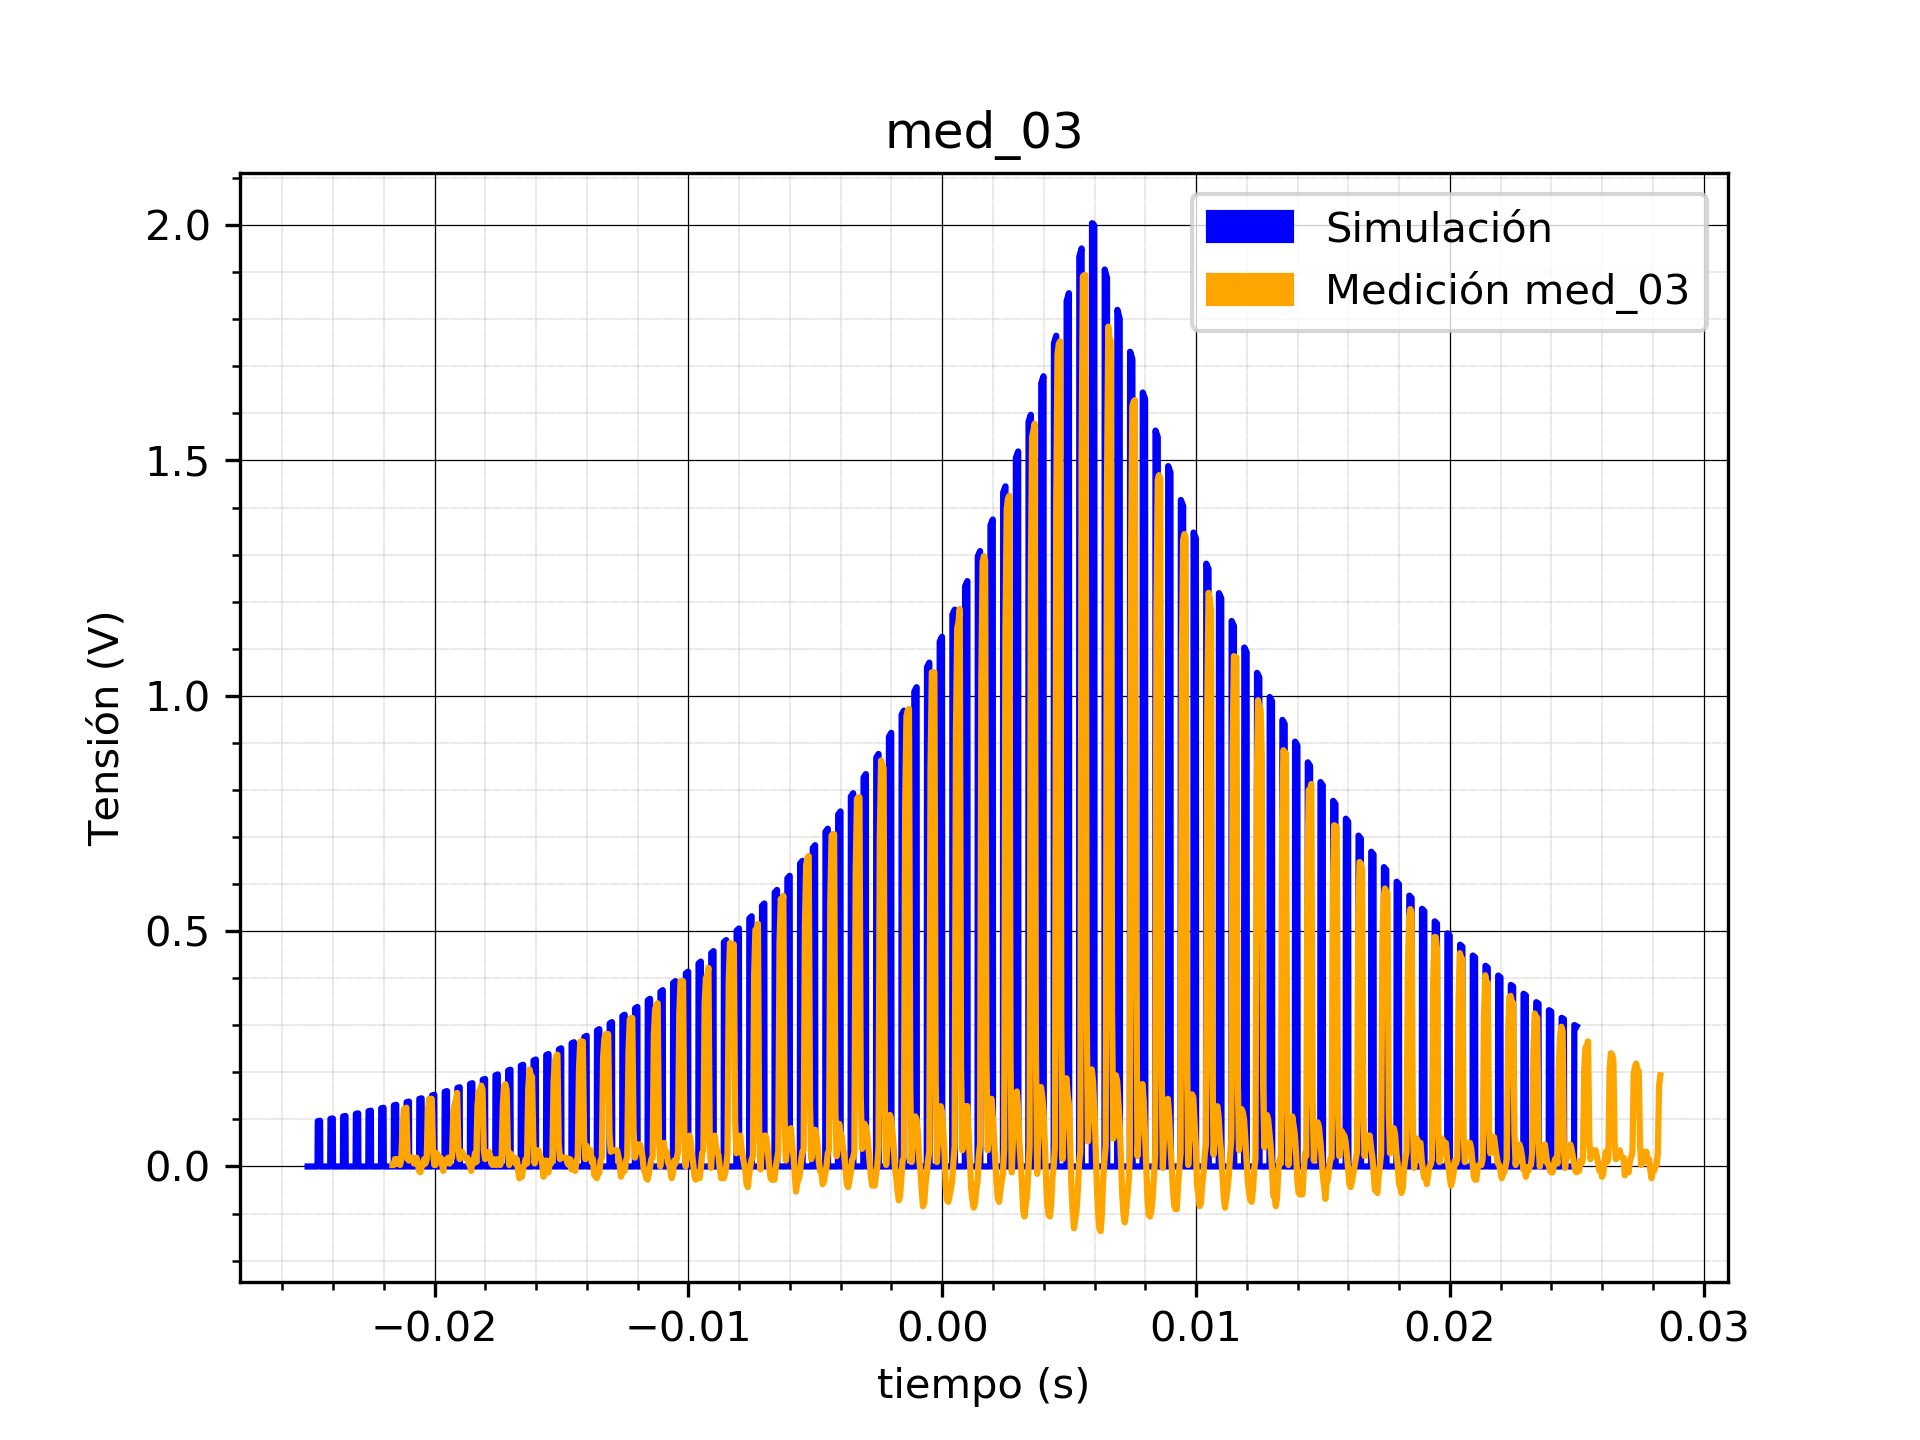 med_03
Simulación
Medición med_03
2.0
1.5
1.0
0.5
0.0
Tensión (V)
−0.02 −0.01 0.00 0.01 0.02 0.03
tiempo (s)